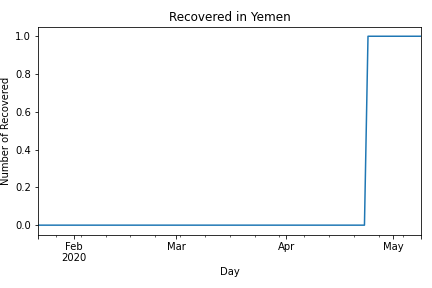 Recovered in Yemen
Number of Recovered
1.0
0.8
0.6
0.4
0.2
0.0
Feb
2020
Mar
Apr
May
Day